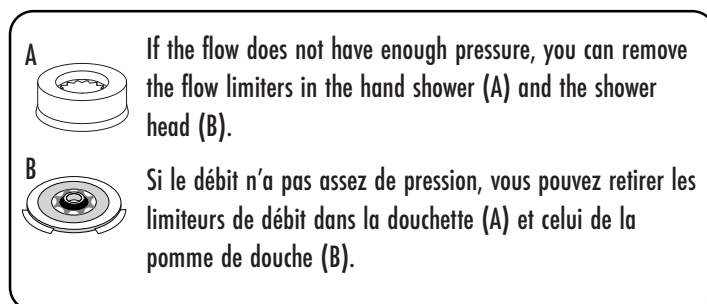 A
If the flow does not have enough pressure, you can remove
the flow limiters in the hand shower (A) and the shower
head (B).
B
Si le débit n'a pas assez de pression, vous pouvez retirer les
limiteurs de débit dans la douchette (A) et celui de la
pomme de douche (B).